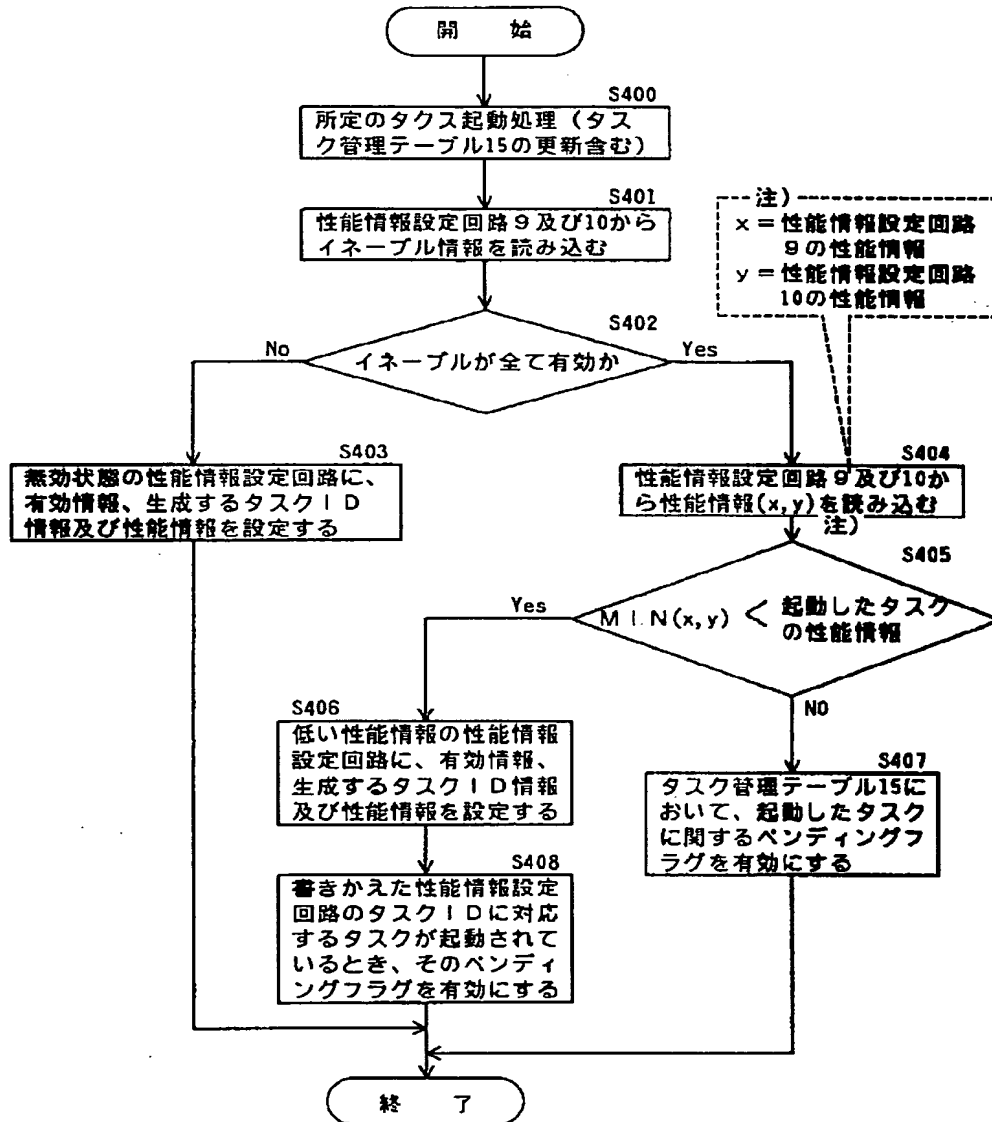 開　始
S400
所定のタクス起動処理（タス
ク管理テーブル15の更新含む）
S401
性能情報設定回路９及び10から
イネーブル情報を読み込む
注）
x＝性能情報設定回路
９の性能情報
y＝性能情報設定回路
10の性能情報
S402
イネーブルが全て有効か
No
Yes
S403
無効状態の性能情報設定回路に、
有効情報、生成するタスクＩＤ
情報及び性能情報を設定する
S404
性能情報設定回路９及び10か
ら性能情報(x,y)を読み込む
注）
S405
ＭＩＮ(x,y) ＜ 起動したタスク
の性能情報
Yes
NO
S406
低い性能情報の性能情報
設定回路に、有効情報、
生成するタスクＩＤ情報
及び性能情報を設定する
S407
タスク管理テーブル15に
おいて、起動したタスク
に関するペンディングフ
ラグを有効にする
S408
書きかえた性能情報設定
回路のタスクＩＤに対応
するタスクが起動されて
いるとき、そのペンディ
ングフラグを有効にする
終　了